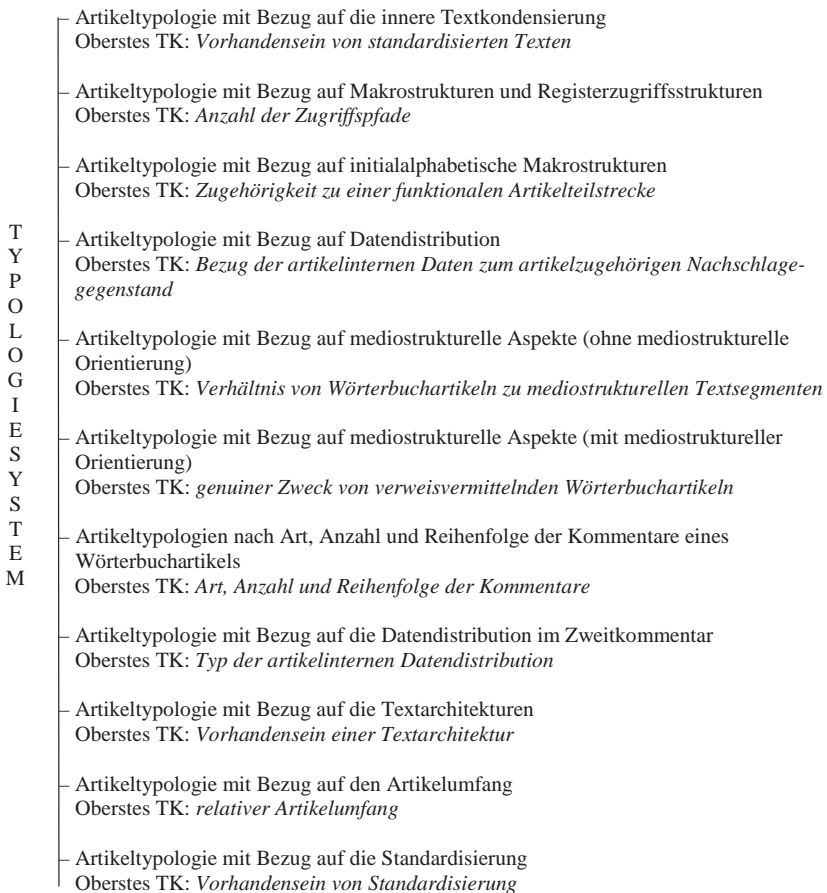 Artikeltypologie mit Bezug auf die innere Textkondensierung
Oberstes TK: Vorhandensein von standardisierten Texten
Artikeltypologie mit Bezug auf Makrostrukturen und Registerzugriffsstrukturen
Oberstes TK: Anzahl der Zugriffspfade
Artikeltypologie mit Bezug auf initialalphabetische Makrostrukturen
Oberstes TK: Zugehörigkeit zu einer funktionalen Artikelteilstrecke
TYPOLOGIESYSTEM
Artikeltypologie mit Bezug auf Datendistribution
Oberstes TK: Bezug der artikelinternen Daten zum artikelzugehörigen Nachschlage-
gegenstand
Artikeltypologie mit Bezug auf mediostrukturelle Aspekte (ohne mediostrukturelle
Orientierung)
Oberstes TK: Verhältnis von Wörterbuchartikeln zu mediostrukturellen Textsegmenten
Artikeltypologie mit Bezug auf mediostrukturelle Aspekte (mit mediostruktureller
Orientierung)
Oberstes TK: genuiner Zweck von verweisvermittelnden Wörterbuchartikeln
Artikeltypologien nach Art, Anzahl und Reihenfolge der Kommentare eines
Wörterbuchartikels
Oberstes TK: Art, Anzahl und Reihenfolge der Kommentare
Artikeltypologie mit Bezug auf die Datendistribution im Zweitkommentar
Oberstes TK: Typ der artikelinternen Datendistribution
Artikeltypologie mit Bezug auf die Textarchitekturen
Oberstes TK: Vorhandensein einer Textarchitektur
Artikeltypologie mit Bezug auf den Artikelumfang
Oberstes TK: relativer Artikelumfang
Artikeltypologie mit Bezug auf die Standardisierung
Oberstes TK: Vorhandensein von Standardisierung